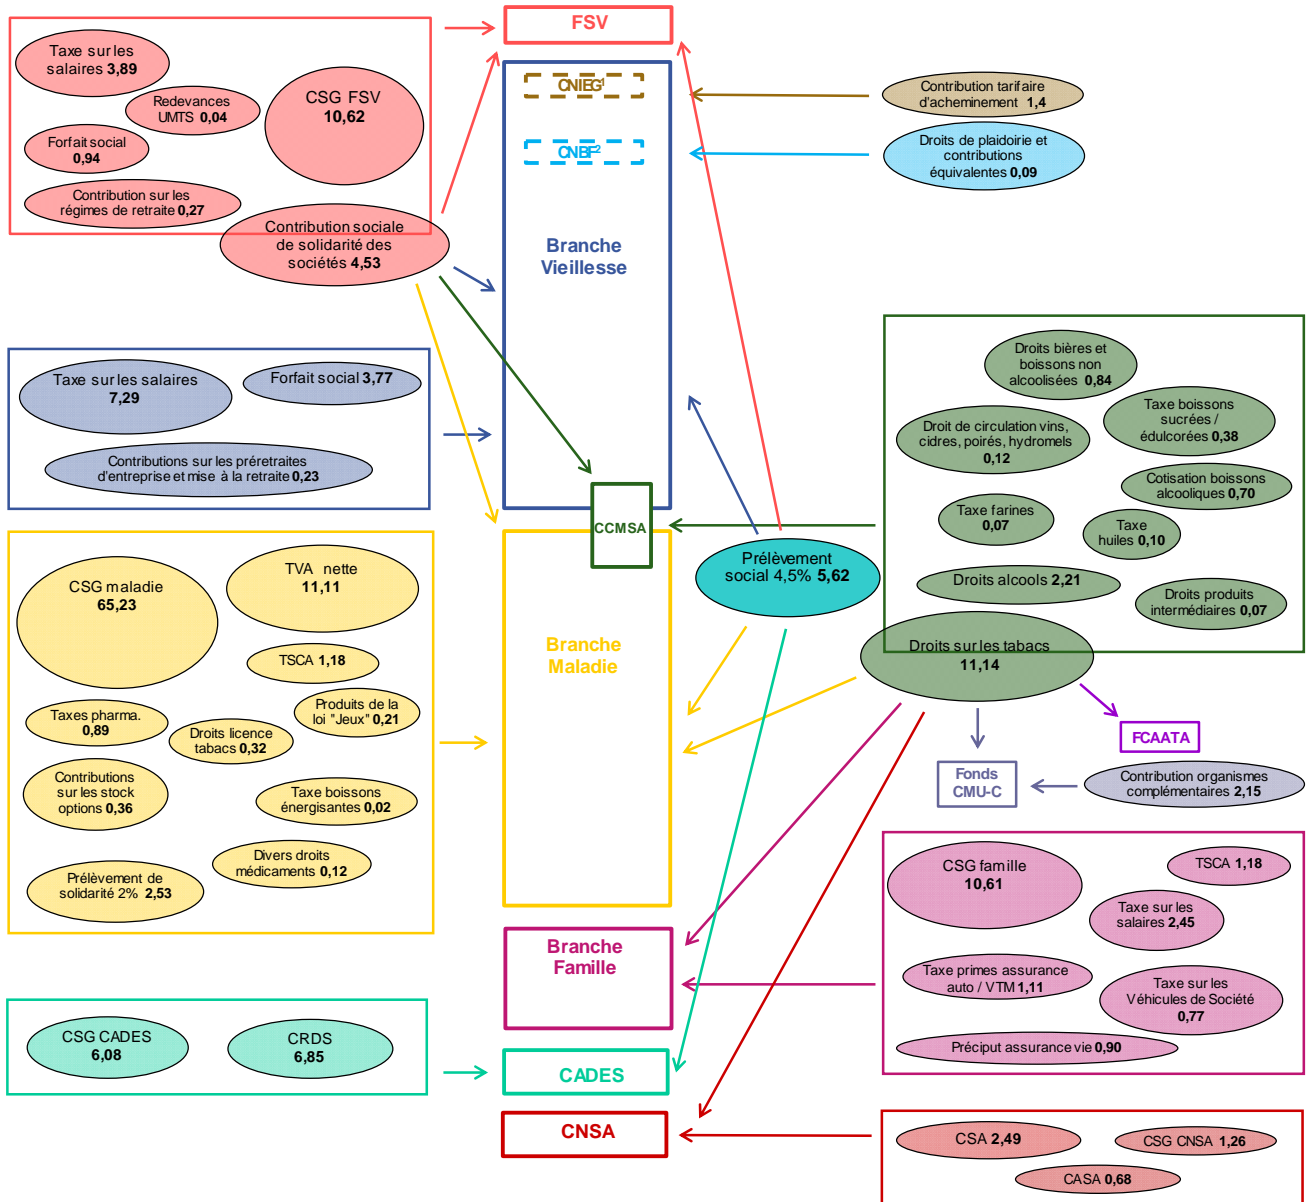 FSV
Taxe sur les
salaires 3,89
Redevances
UMTS 0,04
CSG FSV
10,62
Forfait social
0,94
Contribution sur les
régimes de retraite 0,27
Contribution sociale
de solidarité des
sociétés 4,53
CNIEG¹
CNBF²
Branche
Vieillesse
Contribution tarifaire
d'acheminement 1,4
Droits de plaidoirie et
contributions
équivalentes 0,09
Taxe sur les salaires
7,29
Forfait social 3,77
Contributions sur les préretraites
d'entreprise et mise à la retraite 0,23
CCMSA
Droits bières et
boissons non
alcoolisées 0,84
Taxe boissons
sucrées /
édulcorées 0,38
Droit de circulation vins,
cidres, poirés, hydromels
0,12
Cotisation boissons
alcooliques 0,70
Taxe farines
0,07
Taxe
huiles 0,10
Droits alcools 2,21
Droits produits
intermédiaires 0,07
Droits sur les tabacs
11,14
Prélèvement
social 4,5% 5,62
CSG maladie
65,23
TVA nette
11,11
TSCA 1,18
Produits de la
loi "Jeux" 0,21
Taxes pharma.
0,89
Droits licence
tabacs 0,32
Contributions
sur les stock
options 0,36
Taxe boissons
énergisantes 0,02
Divers droits
médicaments 0,12
Prélèvement de
solidarité 2% 2,53
Branche
Maladie
FCAATA
Fonds
CMU-C
Contribution organismes
complémentaires 2,15
CSG famille
10,61
TSCA 1,18
Taxe sur les
salaires 2,45
Taxe primes assurance
auto / VTM 1,11
Taxe sur les
Véhicules de Société
0,77
Préciput assurance vie 0,90
Branche
Famille
CSG CADES
6,08
CRDS
6,85
CADES
CNSA
CSA 2,49
CSG CNSA 1,26
CASA 0,68